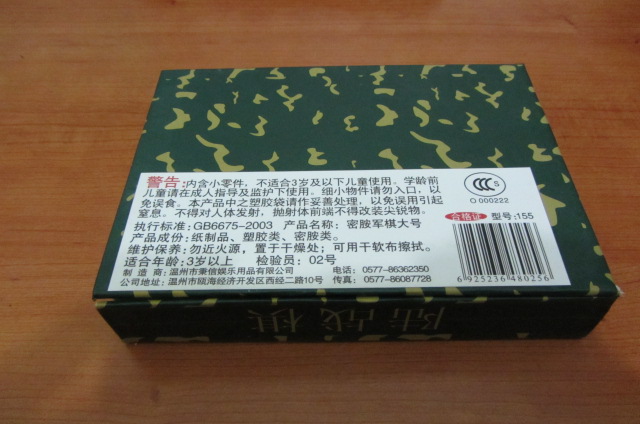 警告:内含小零件,不适合3岁及以下儿童使用。学龄前
儿童请在成人指导及监护下使用。细小物件请勿入口,以
免误食。本产品中之塑胶袋请作妥善处理,以免误用引起
窒息。不得对人体发射,抛射体前端不得改装尖锐物。
执行标准:GB6675-2003 产品名称:密胺军棋大号
产品成份:纸制品、塑胶类、密胺类。
维护保养:勿近火源,置于干燥处;可用干软布擦拭。
适合年龄:3岁以上 检验员:02号
制造商:温州市秉信娱乐用品有限公司 电话:0577-86362350
公司地址:温州市瓯海经济开发区西经二路10号 传真:0577-86087728
CCC S
O 000222
合格证 型号:155
6 925236 480256
陆战棋